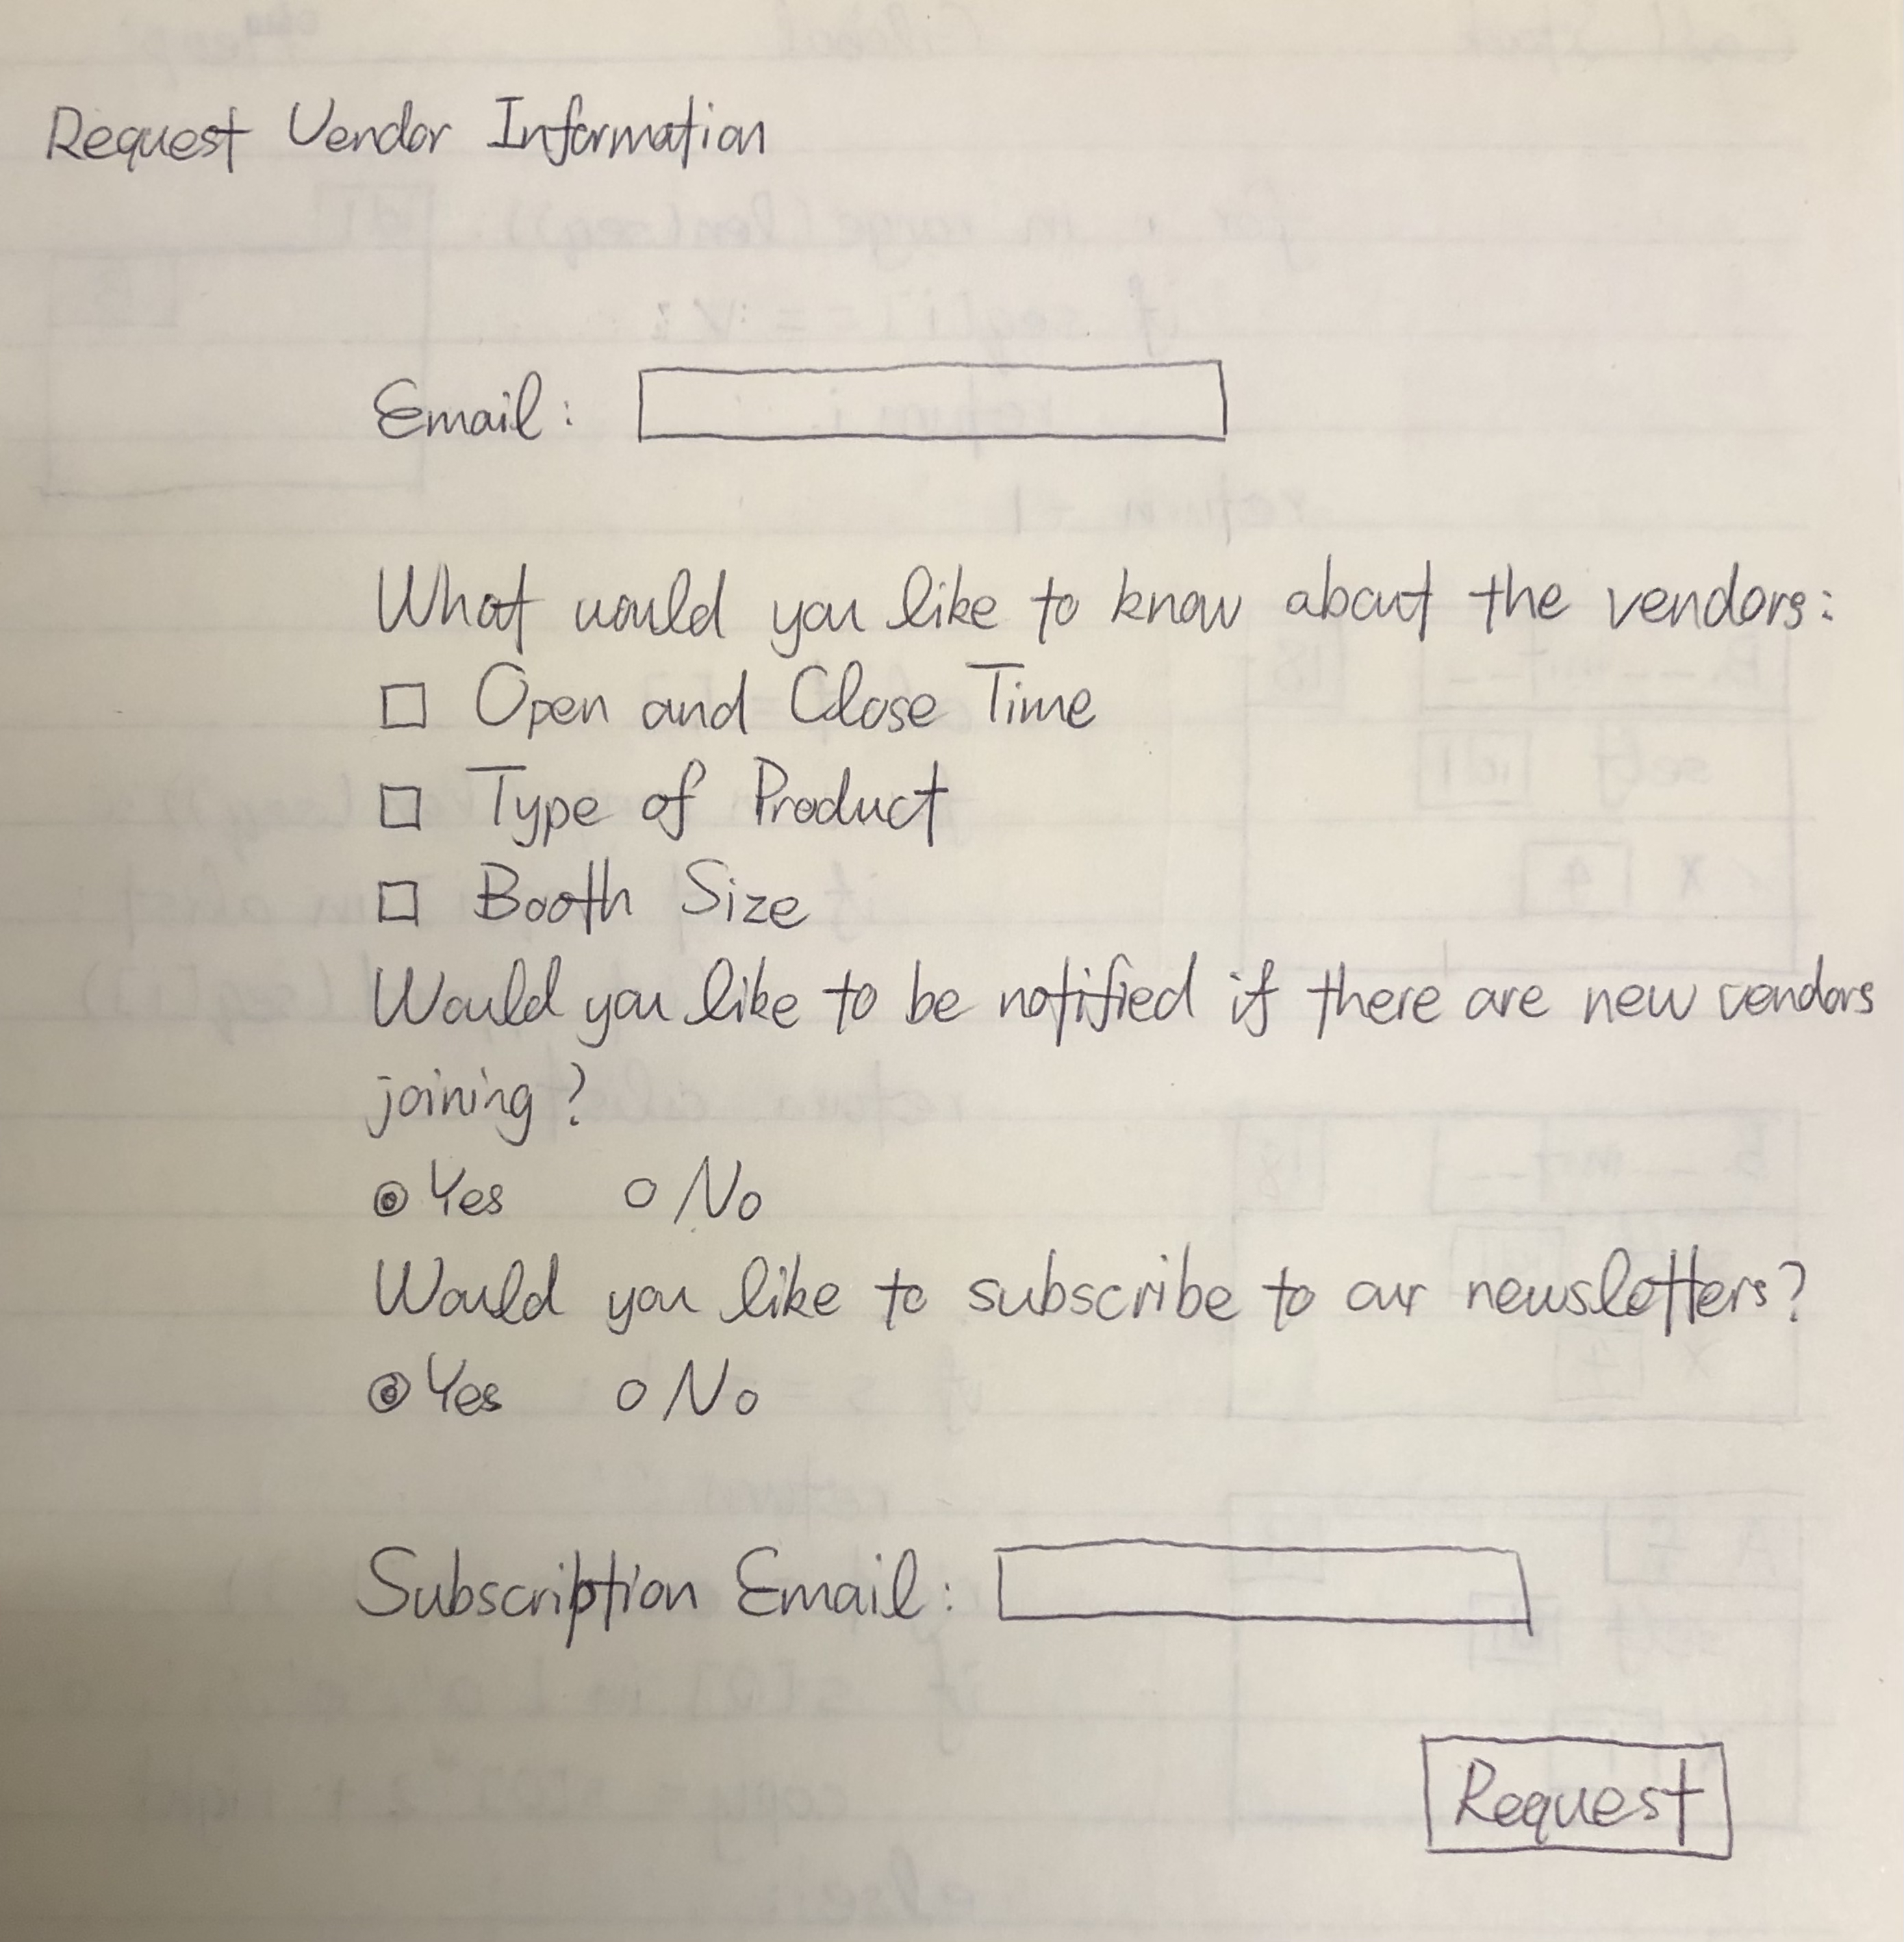 Request Vendor Information
Email:
What would you like to know about the vendors:
Open and Close Time
Type of Product
Booth Size
Would you like to be notified if there are new vendors
joining?
Yes No
Would you like to subscribe to our newsletters?
Yes No
Subscription Email:
Request